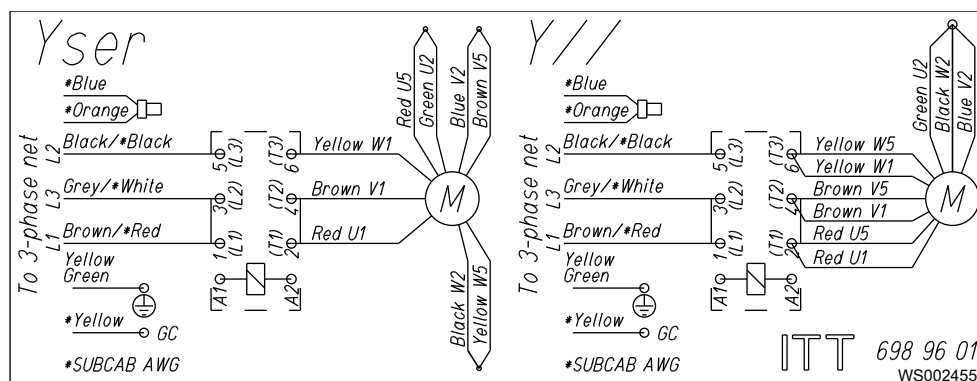 Yser
*Blue
*Orange
To 3-phase net
L2
Black/*Black
L3
Grey/*White
L1
Brown/*Red
Yellow
Green
*Yellow
GC
*SUBCAB AWG
5 (L3)
(T3) 6
3 (L2)
(T2) 4
1 (L1)
(T1) 2
A1
A2
Yellow W1
Brown V1
Red U1
Red U5
Green U2
Blue V2
Brown V5
M
Black W2
Yellow W5
Y///
*Blue
*Orange
To 3-phase net
L2
Black/*Black
L3
Grey/*White
L1
Brown/*Red
Yellow
Green
*Yellow
GC
*SUBCAB AWG
5 (L3)
(T3) 6
3 (L2)
(T2) 4
1 (L1)
(T1) 2
A1
A2
Yellow W5
Yellow W1
Brown V5
Brown V1
Red U5
Red U1
Green U2
Black W2
Blue V2
M
ITT
698 96 01
WS002455